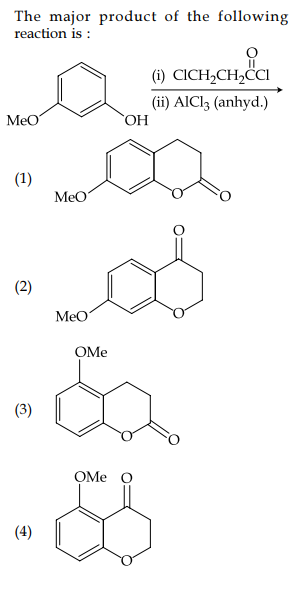 The major product of the following
reaction is :
O
(i) ClCH₂CH₂CCl
(ii) AlCl₃ (anhyd.)
MeO
OH
(1)
MeO
O
O
(2)
O
MeO
O
(3)
OMe
O
O
(4)
OMe O
O